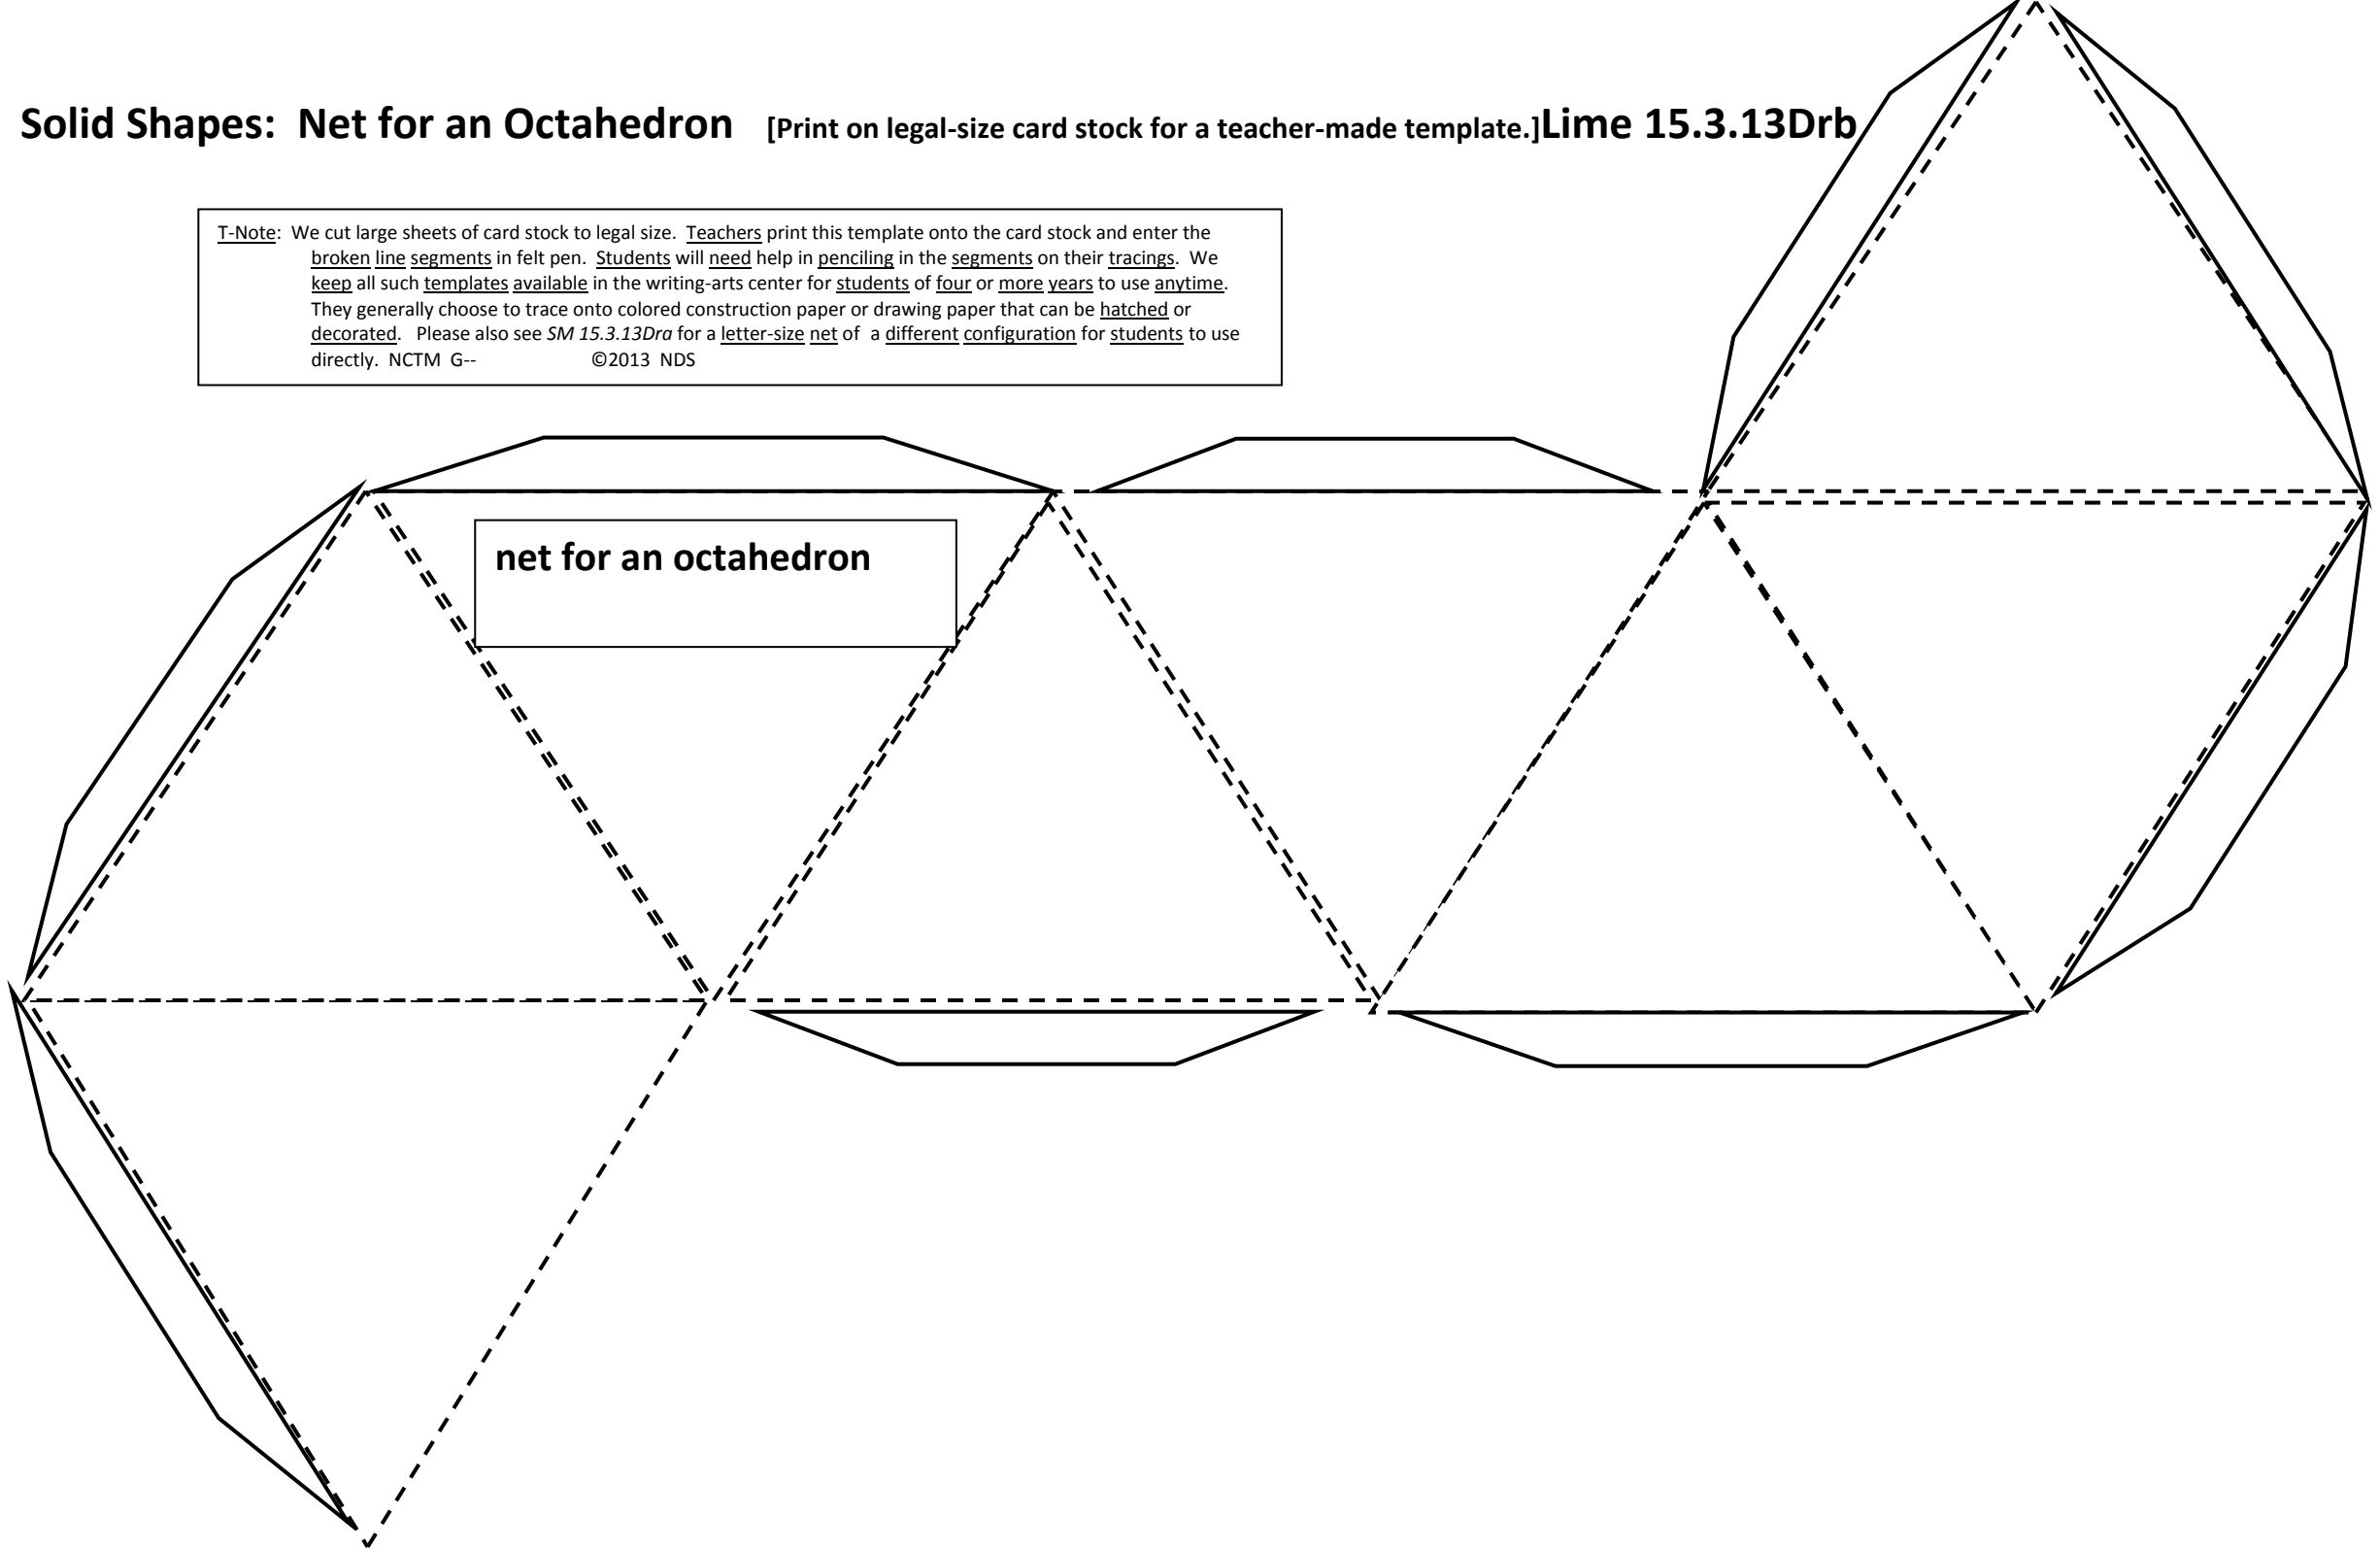 Solid Shapes:  Net for an Octahedron   [Print on legal-size card stock for a teacher-made template.]Lime 15.3.13Drb
T-Note:  We cut large sheets of card stock to legal size.  Teachers print this template onto the card stock and enter the
broken line segments in felt pen.  Students will need help in penciling in the segments on their tracings.  We
keep all such templates available in the writing-arts center for students of four or more years to use anytime.
They generally choose to trace onto colored construction paper or drawing paper that can be hatched or
decorated.   Please also see SM 15.3.13Dra for a letter-size net of  a different configuration for students to use
directly.  NCTM  G--                    ©2013  NDS
net for an octahedron